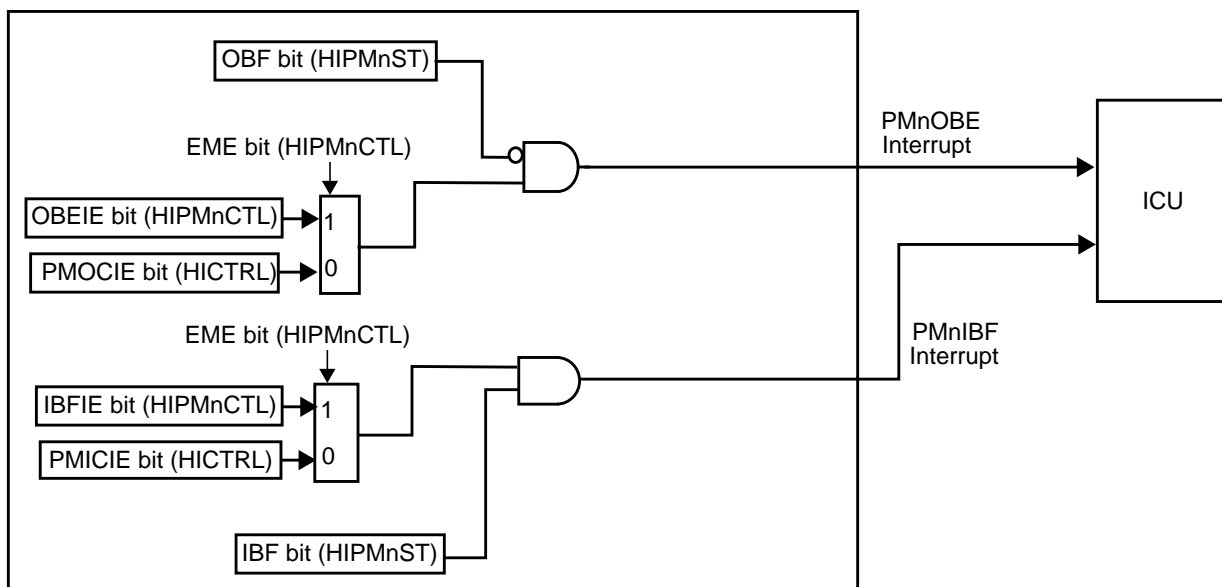 OBF bit (HIPMnST)
EME bit (HIPMnCTL)
OBEIE bit (HIPMnCTL)
1
PMOCIE bit (HICTRL)
0
PMnOBE
Interrupt
ICU
EME bit (HIPMnCTL)
IBFIE bit (HIPMnCTL)
1
PMICIE bit (HICTRL)
0
PMnIBF
Interrupt
IBF bit (HIPMnST)